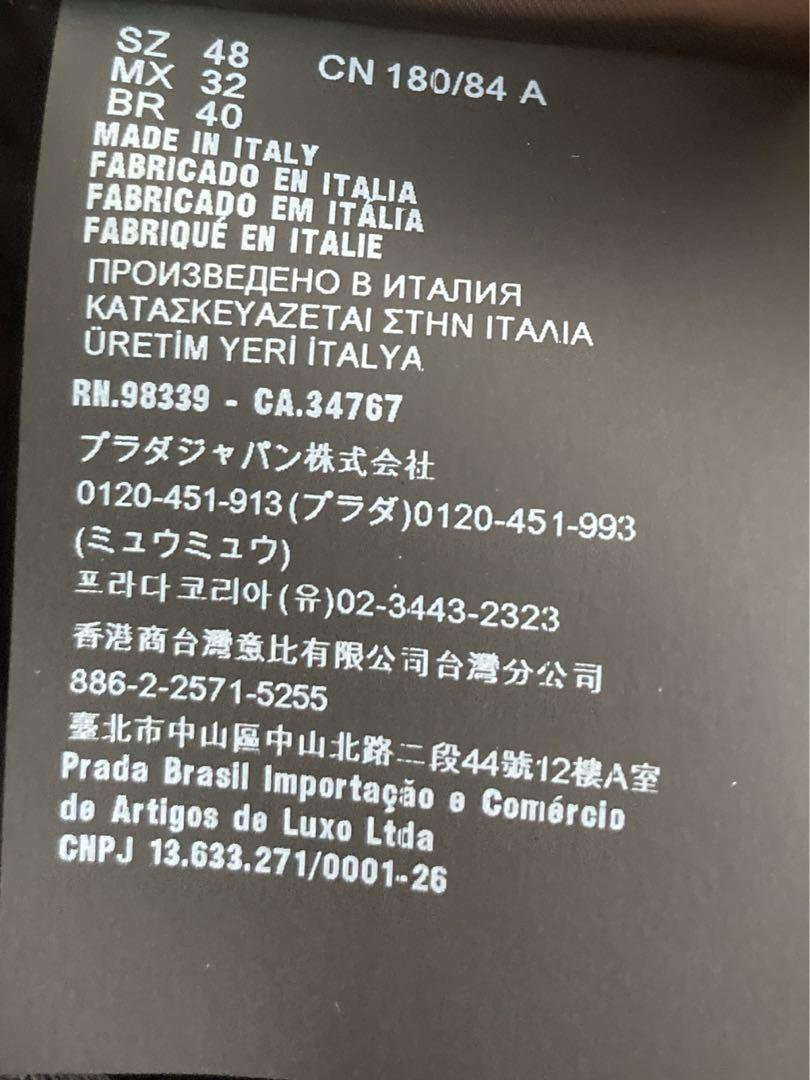 SZ 48 CN 180/84 A
MX 32
BR 40
MADE IN ITALY
FABRICADO EN ITALIA
FABRICADO EM ITÁLIA
FABRIQUÉ EN ITALIE
ПРОИЗВЕДЕНО В ИТАЛИЯ
ΚΑΤΑΣΚΕΥΑΖΕΤΑΙ ΣΤΗΝ ΙΤΑΛΙΑ
ÜRETİM YERİ İTALYA
RN.98339 - CA.34767
プラダジャパン株式会社
0120-451-913(プラダ)0120-451-993
(ミュウミュウ)
프라다코리아(유)02-3443-2323
香港商台灣意比有限公司台灣分公司
886-2-2571-5255
臺北市中山區中山北路二段44號12樓A室
Prada Brasil Importação e Comércio
de Artigos de Luxo Ltda
CNPJ 13.633.271/0001-26